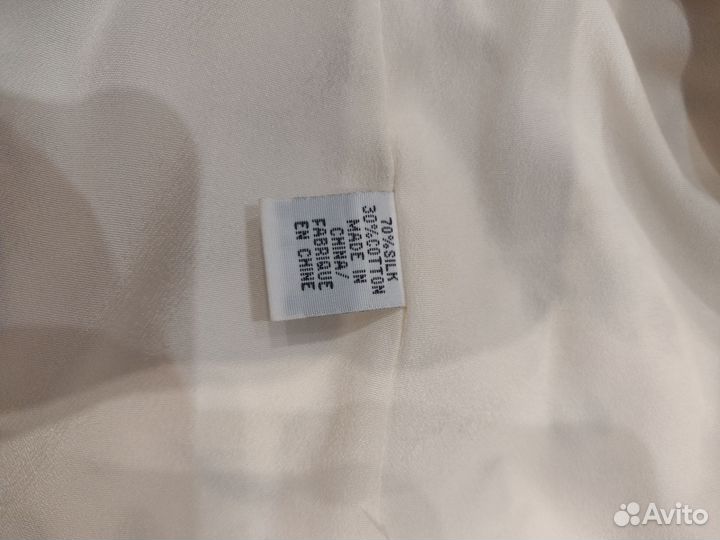 70%SILK
30%COTTON
MADE IN
CHINA/
FABRIQUE
EN CHINE
Avito